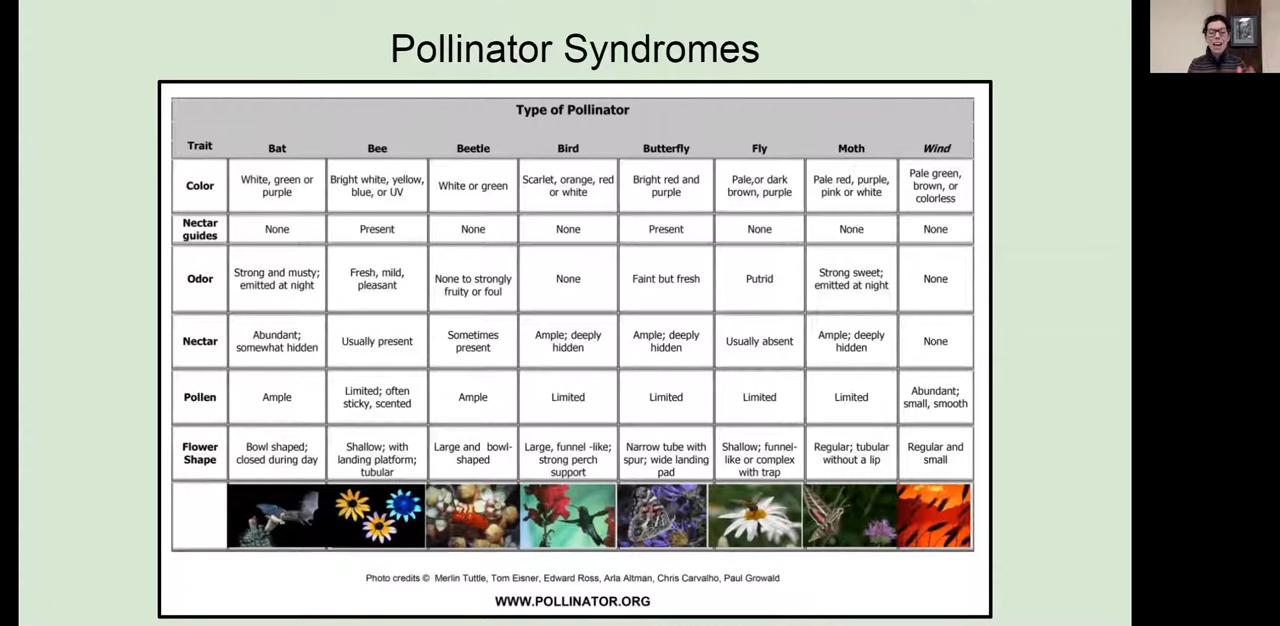 Pollinator Syndromes
Type of Pollinator
Trait Bat Bee Beetle Bird Butterfly Fly Moth Wind
Color
White, green or
purple
Bright white, yellow,
blue, or UV
White or green
Scarlet, orange, red
or white
Bright red and
purple
Pale,or dark
brown, purple
Pale red, purple,
pink or white
Pale green,
brown, or
colorless
Nectar
guides
None
Present
None
None
Present
None
None
None
Odor
Strong and musty;
emitted at night
Fresh, mild,
pleasant
None to strongly
fruity or foul
None
Faint but fresh
Putrid
Strong sweet;
emitted at night
None
Nectar
Abundant;
somewhat hidden
Usually present
Sometimes
present
Ample; deeply
hidden
Ample; deeply
hidden
Usually absent
Ample; deeply
hidden
None
Pollen
Ample
Limited; often
sticky, scented
Ample
Limited
Limited
Limited
Limited
Abundant;
small, smooth
Flower
Shape
Bowl shaped;
closed during day
Shallow; with
landing platform;
tubular
Large and bowl-
shaped
Large, funnel -like;
strong perch
support
Narrow tube with
spur; wide landing
pad
Shallow; funnel-
like or complex
with trap
Regular; tubular
without a lip
Regular and
small
Photo credits © Merlin Tuttle, Tom Eisner, Edward Ross, Arla Altman, Chris Carvalho, Paul Growald
WWW.POLLINATOR.ORG